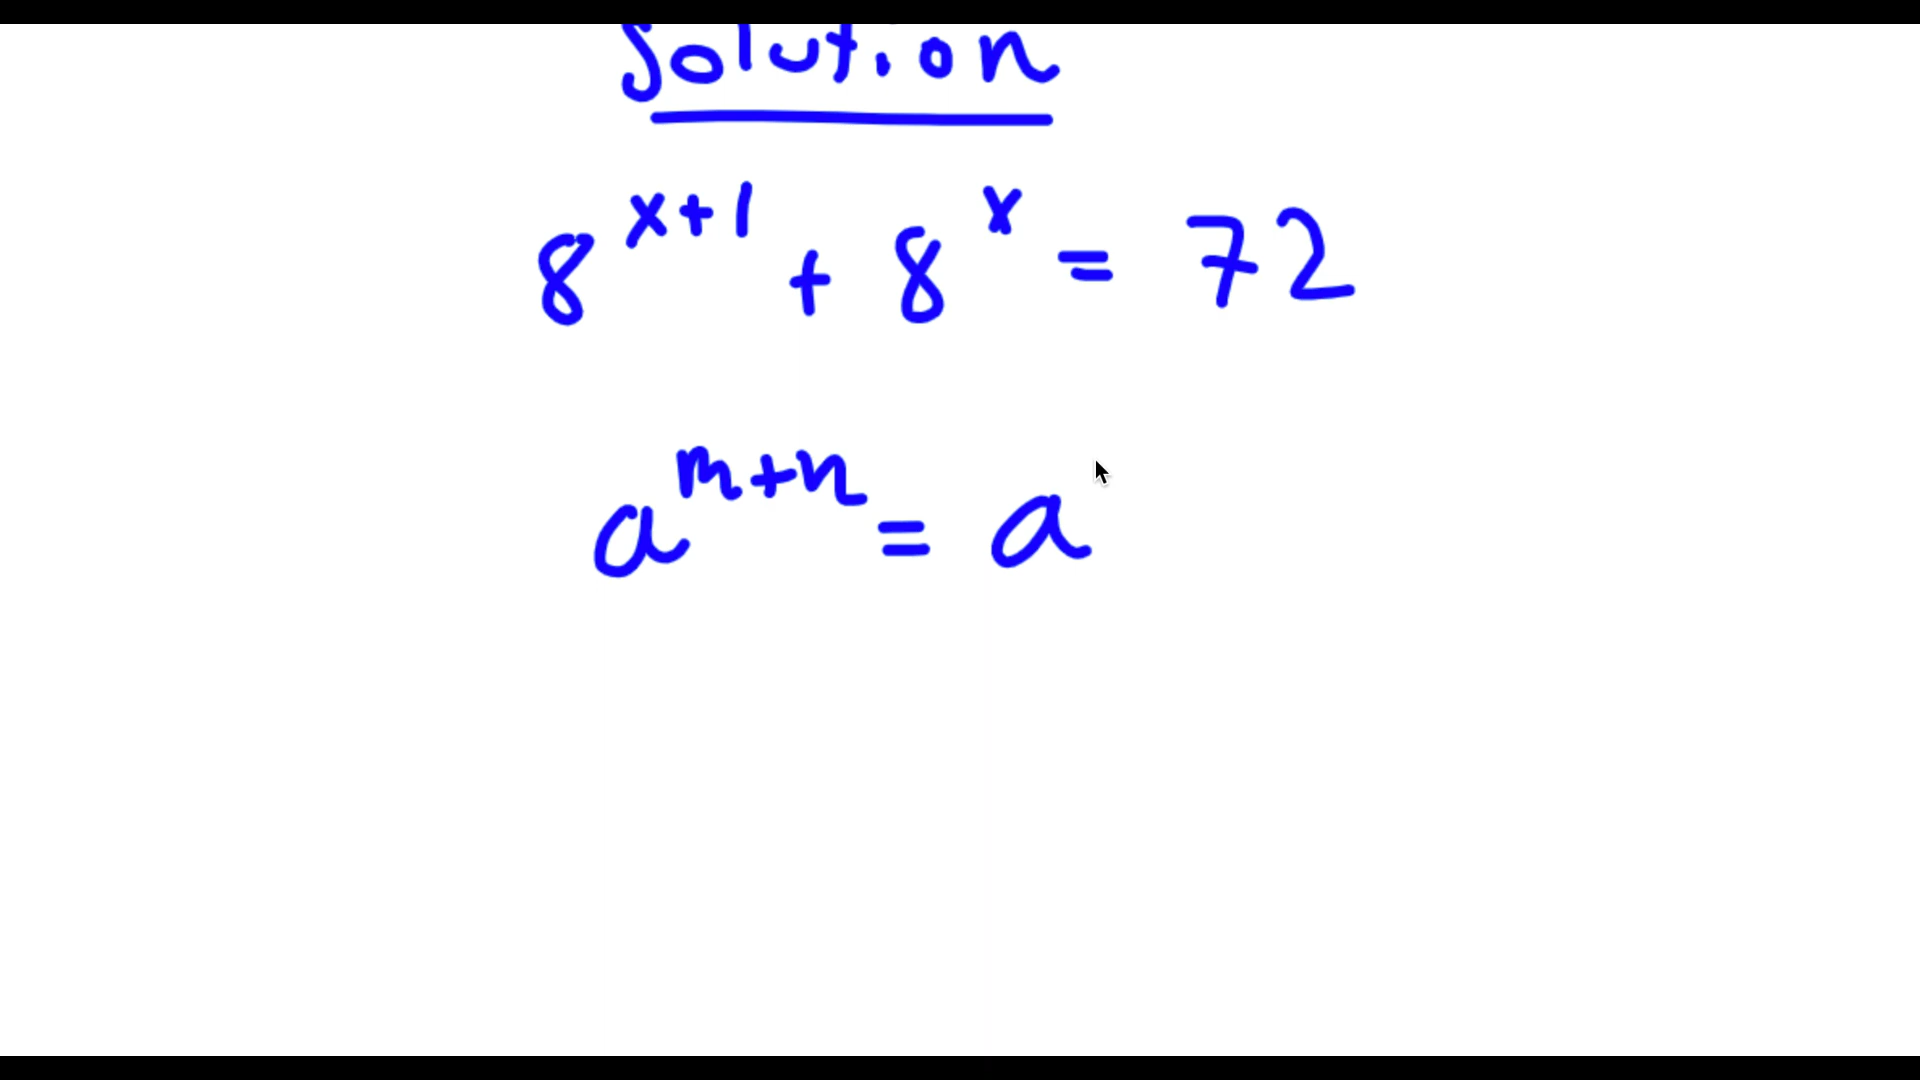 Solution
8^{x+1} + 8^x = 72
a^{m+n} = a